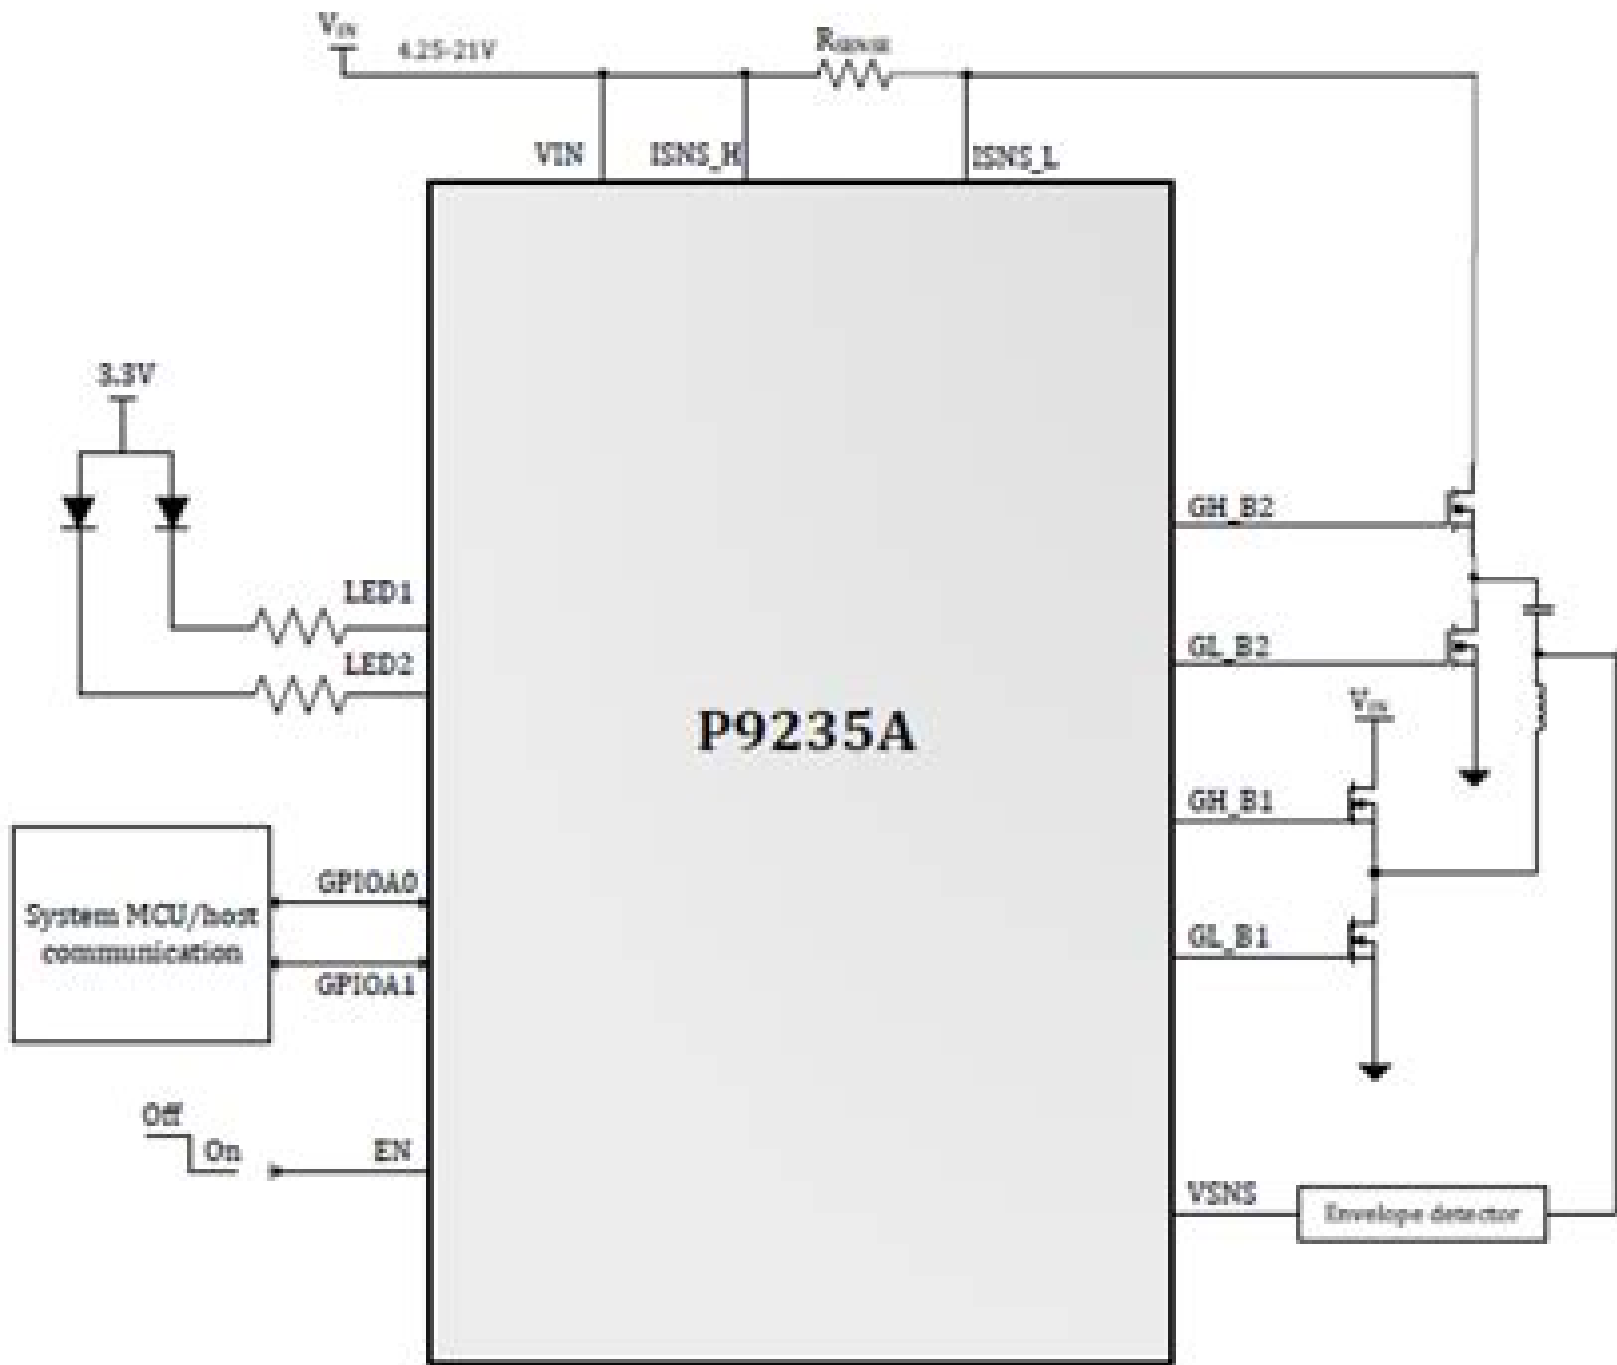 VIN
4.25-21V
RSENSE
VIN
ISNS_H
ISNS_L
3.3V
GH_B2
LED1
GL_B2
LED2
VIN
P9235A
GH_B1
GPIOA0
System MCU/host
communication
GL_B1
GPIOA1
Off
On
EN
VSNS
Envelope detector